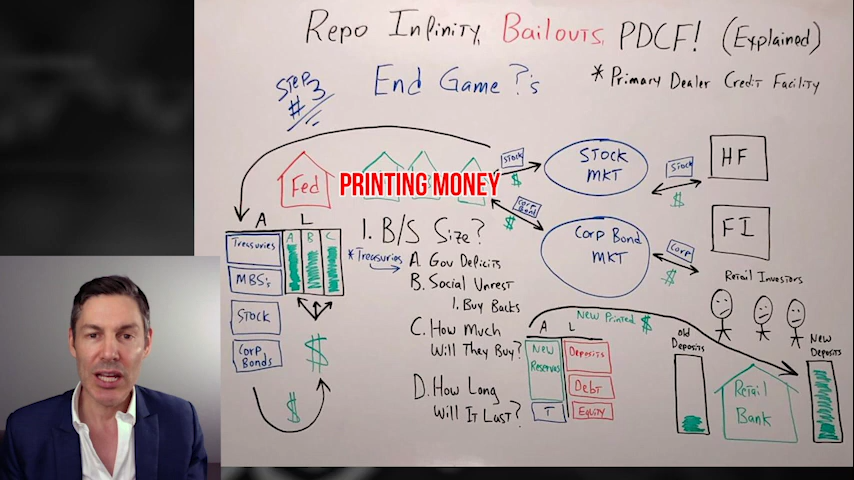 Repo Infinity, Bailouts, PDCF! (Explained)
* Primary Dealer Credit Facility
Step
#3
End Game ?'s
Fed
PRINTING MONEY
Stock
$
STOCK
MKT
Stock
$
HF
Corp
Bond
$
Corp Bond
MKT
Corp
$
FI
A L
Treasuries
MBS's
STOCK
Corp
Bonds
A B C
$
$
1. B/S Size?
* Treasuries
A. Gov Deficits
B. Social Unrest
1. Buy Backs
C. How Much
Will They Buy?
D. How Long
Will It Last?
A L
New
Reserves
T
Deposits
Debt
Equity
New Printed $
Retail Investors
Old
Deposits
Retail
Bank
New
Deposits